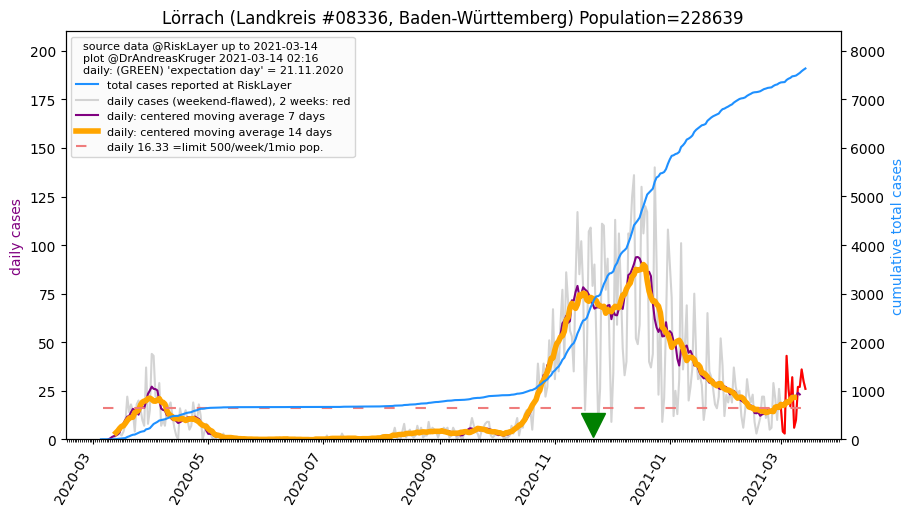 Lörrach (Landkreis #08336, Baden-Württemberg) Population=228639
source data @RiskLayer up to 2021-03-14
plot @DrAndreasKruger 2021-03-14 02:16
daily: (GREEN) 'expectation day' = 21.11.2020
total cases reported at RiskLayer
daily cases (weekend-flawed), 2 weeks: red
daily: centered moving average 7 days
daily: centered moving average 14 days
daily 16.33 =limit 500/week/1mio pop.
daily cases
200
175
150
125
100
75
50
25
0
8000
7000
6000
5000
4000
3000
2000
1000
0
cumulative total cases
2020-03
2020-05
2020-07
2020-09
2020-11
2021-01
2021-03